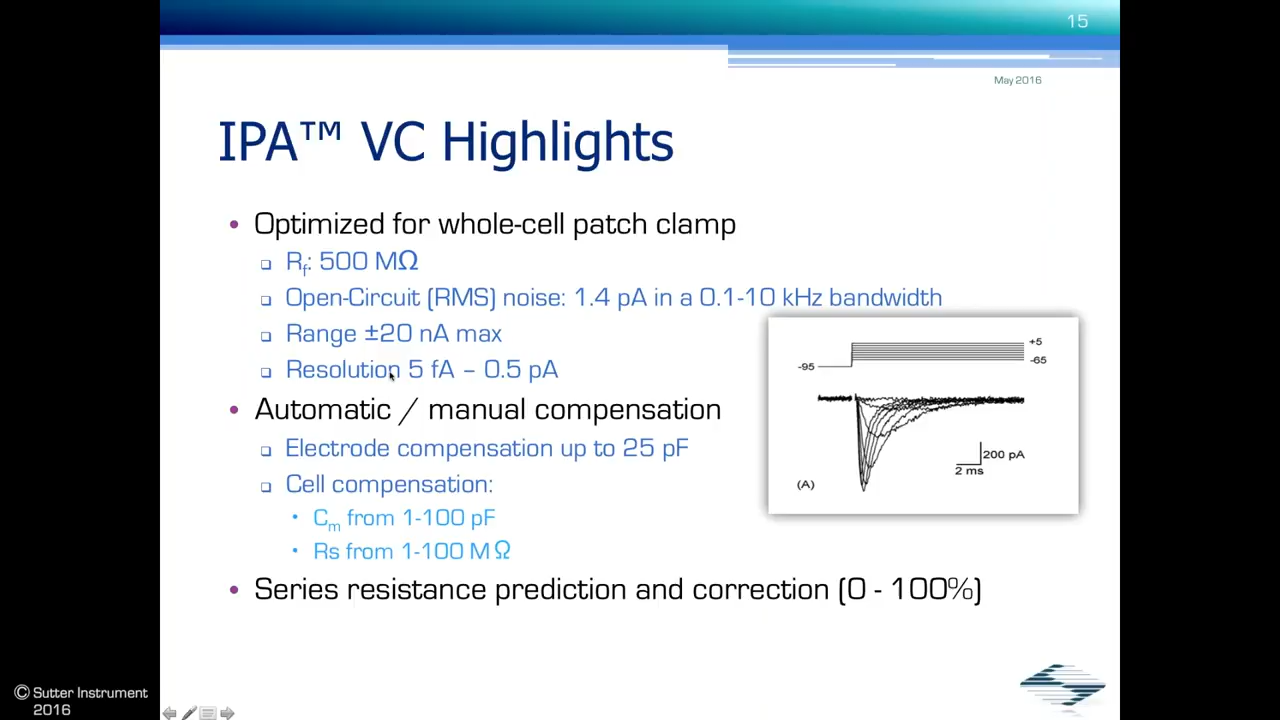 15
May 2016
IPA™ VC Highlights
• Optimized for whole-cell patch clamp
❑ Rf: 500 MΩ
❑ Open-Circuit (RMS) noise: 1.4 pA in a 0.1-10 kHz bandwidth
❑ Range ±20 nA max
❑ Resolution 5 fA – 0.5 pA
• Automatic / manual compensation
❑ Electrode compensation up to 25 pF
❑ Cell compensation:
• Cm from 1-100 pF
• Rs from 1-100 MΩ
• Series resistance prediction and correction (0 - 100%)
+5
-65
-95
200 pA
2 ms
(A)
© Sutter Instrument
2016